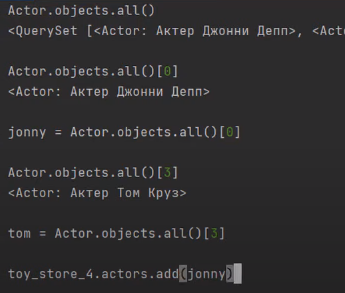 Actor.objects.all()
<QuerySet [<Actor: Актер Джонни Депп>, <Act
Actor.objects.all()[0]
<Actor: Актер Джонни Депп>
jonny = Actor.objects.all()[0]
Actor.objects.all()[3]
<Actor: Актер Том Круз>
tom = Actor.objects.all()[3]
toy_store_4.actors.add(jonny)